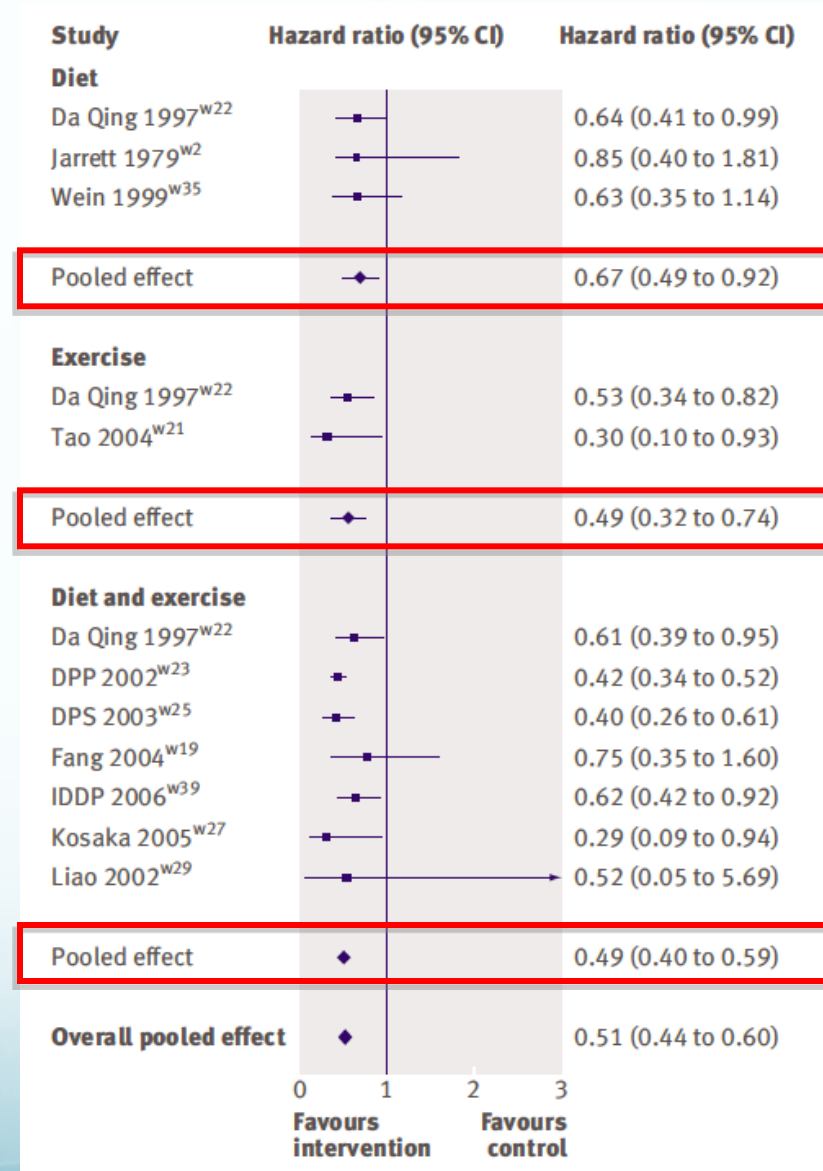 Study Hazard ratio (95% CI) Hazard ratio (95% CI)
Diet
Da Qing 1997w22 0.64 (0.41 to 0.99)
Jarrett 1979w2 0.85 (0.40 to 1.81)
Wein 1999w35 0.63 (0.35 to 1.14)
Pooled effect 0.67 (0.49 to 0.92)
Exercise
Da Qing 1997w22 0.53 (0.34 to 0.82)
Tao 2004w21 0.30 (0.10 to 0.93)
Pooled effect 0.49 (0.32 to 0.74)
Diet and exercise
Da Qing 1997w22 0.61 (0.39 to 0.95)
DPP 2002w23 0.42 (0.34 to 0.52)
DPS 2003w25 0.40 (0.26 to 0.61)
Fang 2004w19 0.75 (0.35 to 1.60)
IDDP 2006w39 0.62 (0.42 to 0.92)
Kosaka 2005w27 0.29 (0.09 to 0.94)
Liao 2002w29 0.52 (0.05 to 5.69)
Pooled effect 0.49 (0.40 to 0.59)
Overall pooled effect 0.51 (0.44 to 0.60)
0 1 2 3
Favours Favours
intervention control